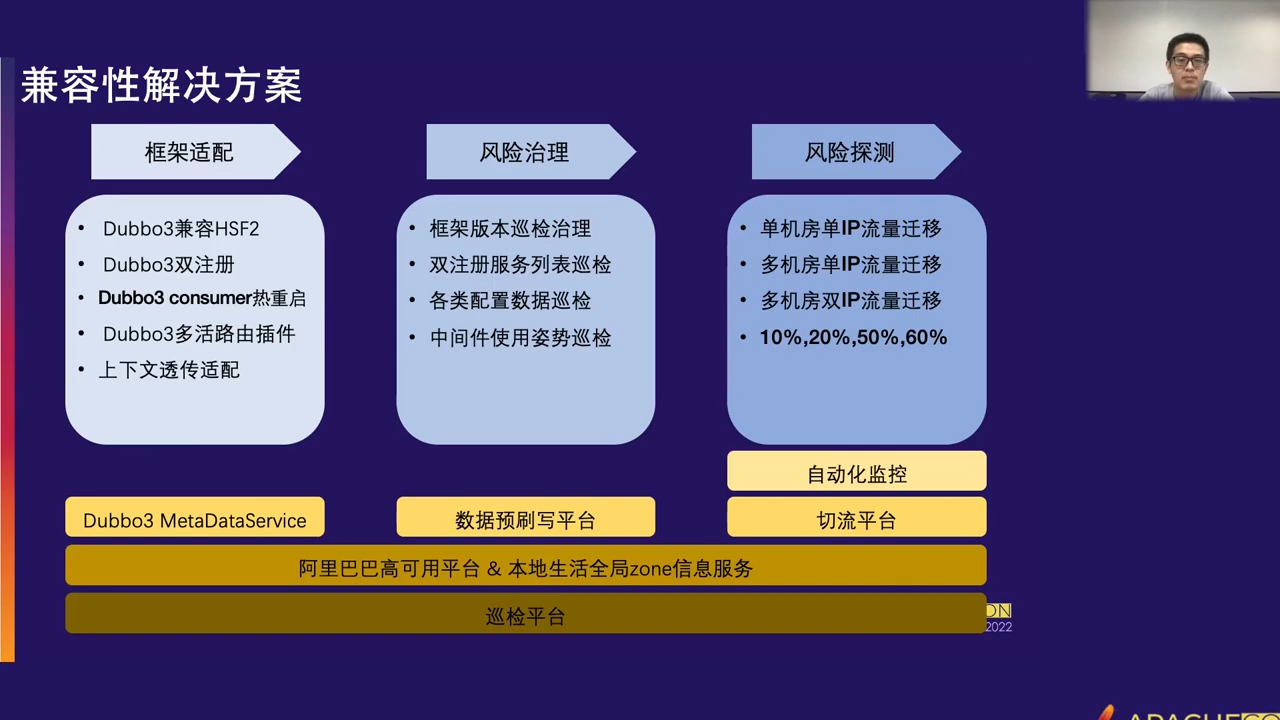 兼容性解决方案
框架适配
Dubbo3兼容HSF2
Dubbo3双注册
Dubbo3 consumer热重启
Dubbo3多活路由插件
上下文透传适配
风险治理
框架版本巡检治理
双注册服务列表巡检
各类配置数据巡检
中间件使用姿势巡检
风险探测
单机房单IP流量迁移
多机房单IP流量迁移
多机房双IP流量迁移
10%,20%,50%,60%
自动化监控
Dubbo3 MetaDataService
数据预刷写平台
切流平台
阿里巴巴高可用平台 & 本地生活全局zone信息服务
巡检平台
ON
2022